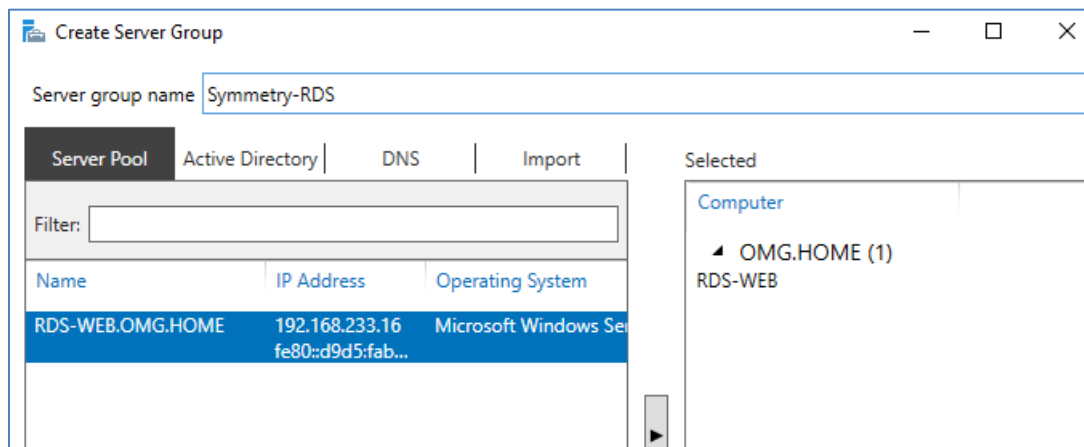 Create Server Group
Server group name Symmetry-RDS
Server Pool Active Directory DNS Import
Selected
Filter:
Name IP Address Operating System
RDS-WEB.OMG.HOME 192.168.233.16 Microsoft Windows Ser
fe80::d9d5:fab...
Computer
OMG.HOME (1)
RDS-WEB